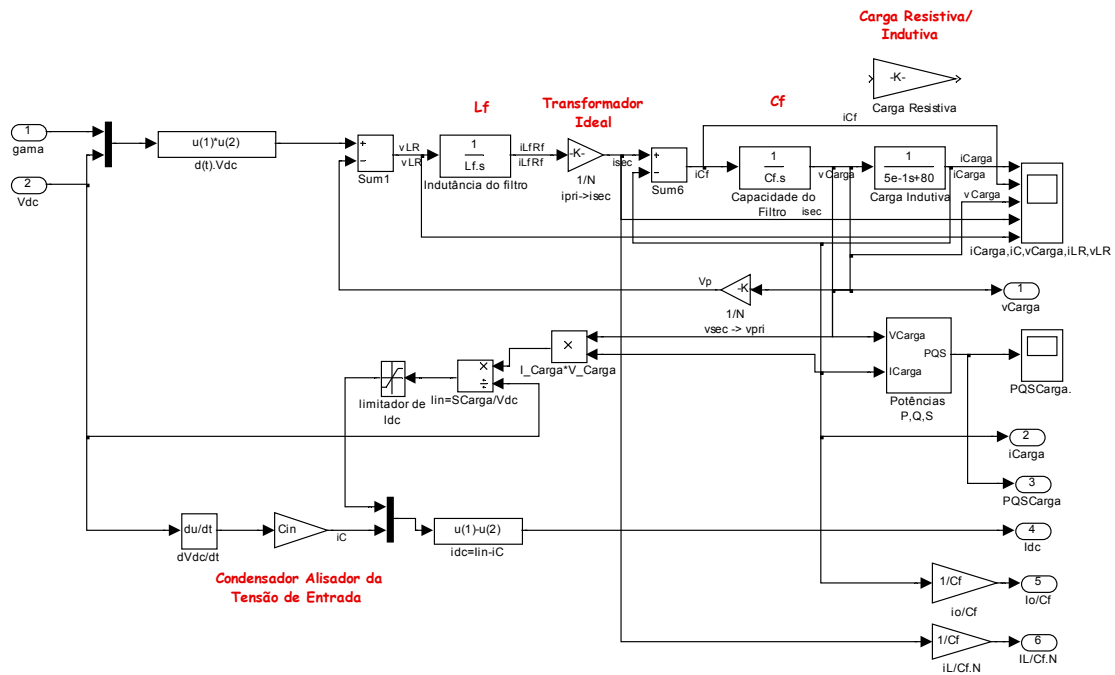 Carga Resistiva/
Indutiva
-K-
Carga Resistiva
Lf
Transformador
Ideal
Cf
iCf
1
gama
u(1)*u(2)
d(t).Vdc
2
Vdc
+
−
Sum1
vLR
vLR
1
Lf.s
Indutância do filtro
iLfRf
iLfRf
-K-
1/N
ipri->isec
isec
+
−
Sum6
iCf
1
Cf.s
Capacidade do
Filtro
isec
vCarga
1
5e-1s+80
Carga Indutiva
iCarga
iCarga
vCarga
iCarga,iC,vCarga,iLR,vLR
Vp
-K
1/N
vsec -> vpri
1
vCarga
×
I_Carga*V_Carga
×
÷
Iin=SCarga/Vdc
limitador de
Idc
VCarga
PQS
ICarga
Potências
P,Q,S
PQSCarga.
2
iCarga
3
PQSCarga
du/dt
dVdc/dt
Cin
iC
u(1)-u(2)
idc=Iin-iC
4
Idc
Condensador Alisador da
Tensão de Entrada
1/Cf
io/Cf
5
Io/Cf
1/Cf
iL/Cf.N
6
IL/Cf.N